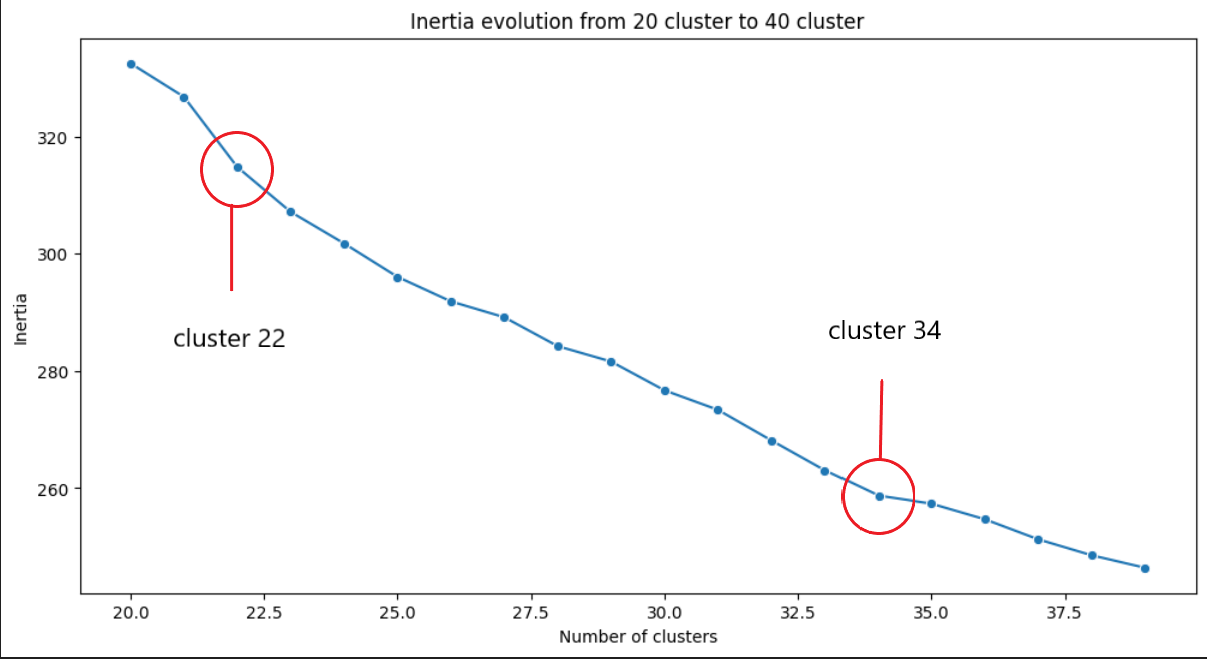 Inertia evolution from 20 cluster to 40 cluster
320
300
280
260
Inertia
cluster 22
cluster 34
20.0 22.5 25.0 27.5 30.0 32.5 35.0 37.5
Number of clusters